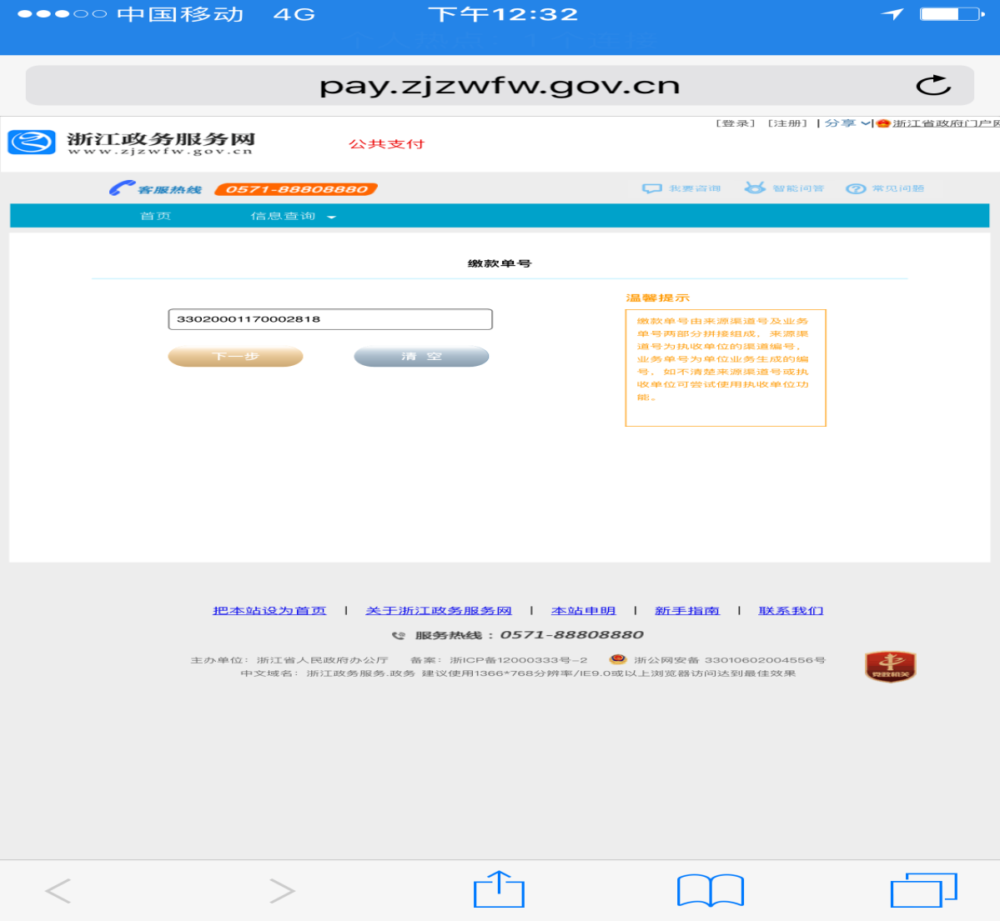 中国移动 4G 下午12:32
个人热点：1个连接
pay.zjzwfw.gov.cn
[登录] [注册] | 分享 | 浙江省政府门户网
浙江政务服务网
www.zjzwfw.gov.cn
公共支付
客服热线 0571-88808880 我要咨询 智能问答 常见问题
首页 信息查询
缴款单号
33020001170002818
下一步 清 空
温馨提示
缴款单号由来源渠道号及业务
单号两部分拼接组成，来源渠
道号为执收单位的渠道编号，
业务单号为单位业务生成的编
号，如不清楚来源渠道号或执
收单位可尝试使用执收单位功
能。
把本站设为首页 | 关于浙江政务服务网 | 本站申明 | 新手指南 | 联系我们
服务热线：0571-88808880
主办单位：浙江省人民政府办公厅 备案：浙ICP备12000333号-2 浙公网安备 33010602004556号
中文域名：浙江政务服务.政务 建议使用1366*768分辨率/IE9.0或以上浏览器访问达到最佳效果
党政机关